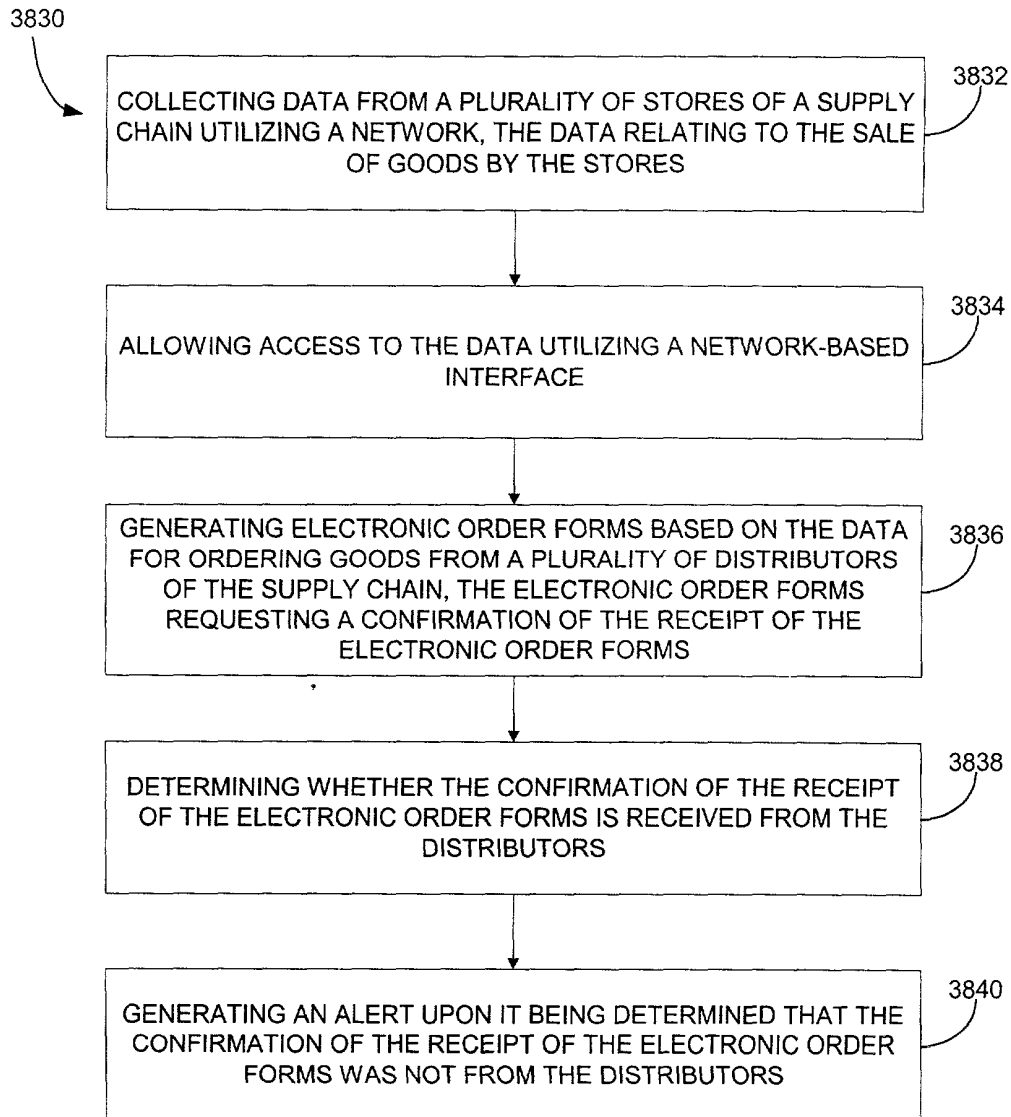 3830
3832
COLLECTING DATA FROM A PLURALITY OF STORES OF A SUPPLY
CHAIN UTILIZING A NETWORK, THE DATA RELATING TO THE SALE
OF GOODS BY THE STORES
3834
ALLOWING ACCESS TO THE DATA UTILIZING A NETWORK-BASED
INTERFACE
3836
GENERATING ELECTRONIC ORDER FORMS BASED ON THE DATA
FOR ORDERING GOODS FROM A PLURALITY OF DISTRIBUTORS
OF THE SUPPLY CHAIN, THE ELECTRONIC ORDER FORMS
REQUESTING A CONFIRMATION OF THE RECEIPT OF THE
ELECTRONIC ORDER FORMS
3838
DETERMINING WHETHER THE CONFIRMATION OF THE RECEIPT
OF THE ELECTRONIC ORDER FORMS IS RECEIVED FROM THE
DISTRIBUTORS
3840
GENERATING AN ALERT UPON IT BEING DETERMINED THAT THE
CONFIRMATION OF THE RECEIPT OF THE ELECTRONIC ORDER
FORMS WAS NOT FROM THE DISTRIBUTORS